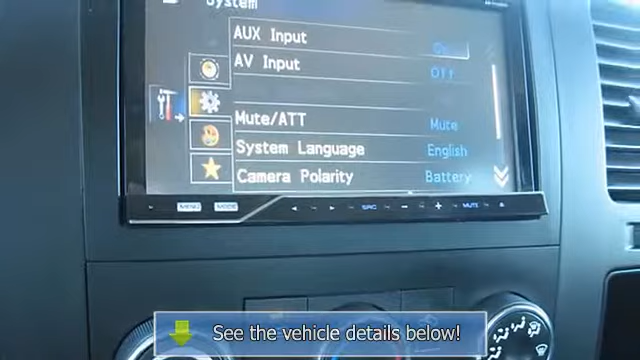 System
AUX Input On
AV Input Off
Mute/ATT Mute
System Language English
Camera Polarity Battery
MENU MODE SRC - + MUTE
See the vehicle details below!